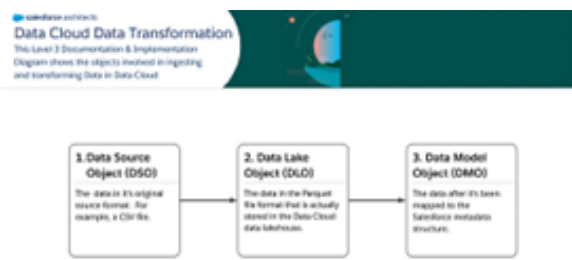 salesforce architects
Data Cloud Data Transformation
This Level 3 Documentation & Implementation
Diagram shows the objects involved in ingesting
and transforming Data in Data Cloud
1. Data Source
Object (DSO)
The data in it's original
source format. For
example, a CSV file.
2. Data Lake
Object (DLO)
The data in the Parquet
file format that is actually
stored in the Data Cloud
data lakehouse.
3. Data Model
Object (DMO)
The data after it's been
mapped to the
Salesforce metadata
structure.